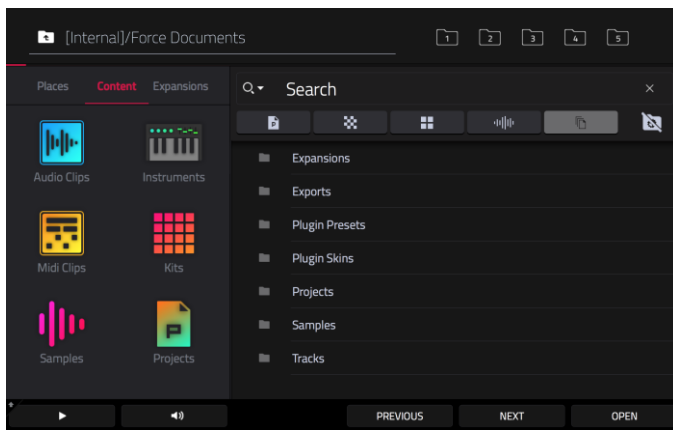 [Internal]/Force Documents
1 2 3 4 5
Places Content Expansions
Search
Audio Clips Instruments
Midi Clips Kits
Samples Projects
Expansions
Exports
Plugin Presets
Plugin Skins
Projects
Samples
Tracks
PREVIOUS NEXT OPEN